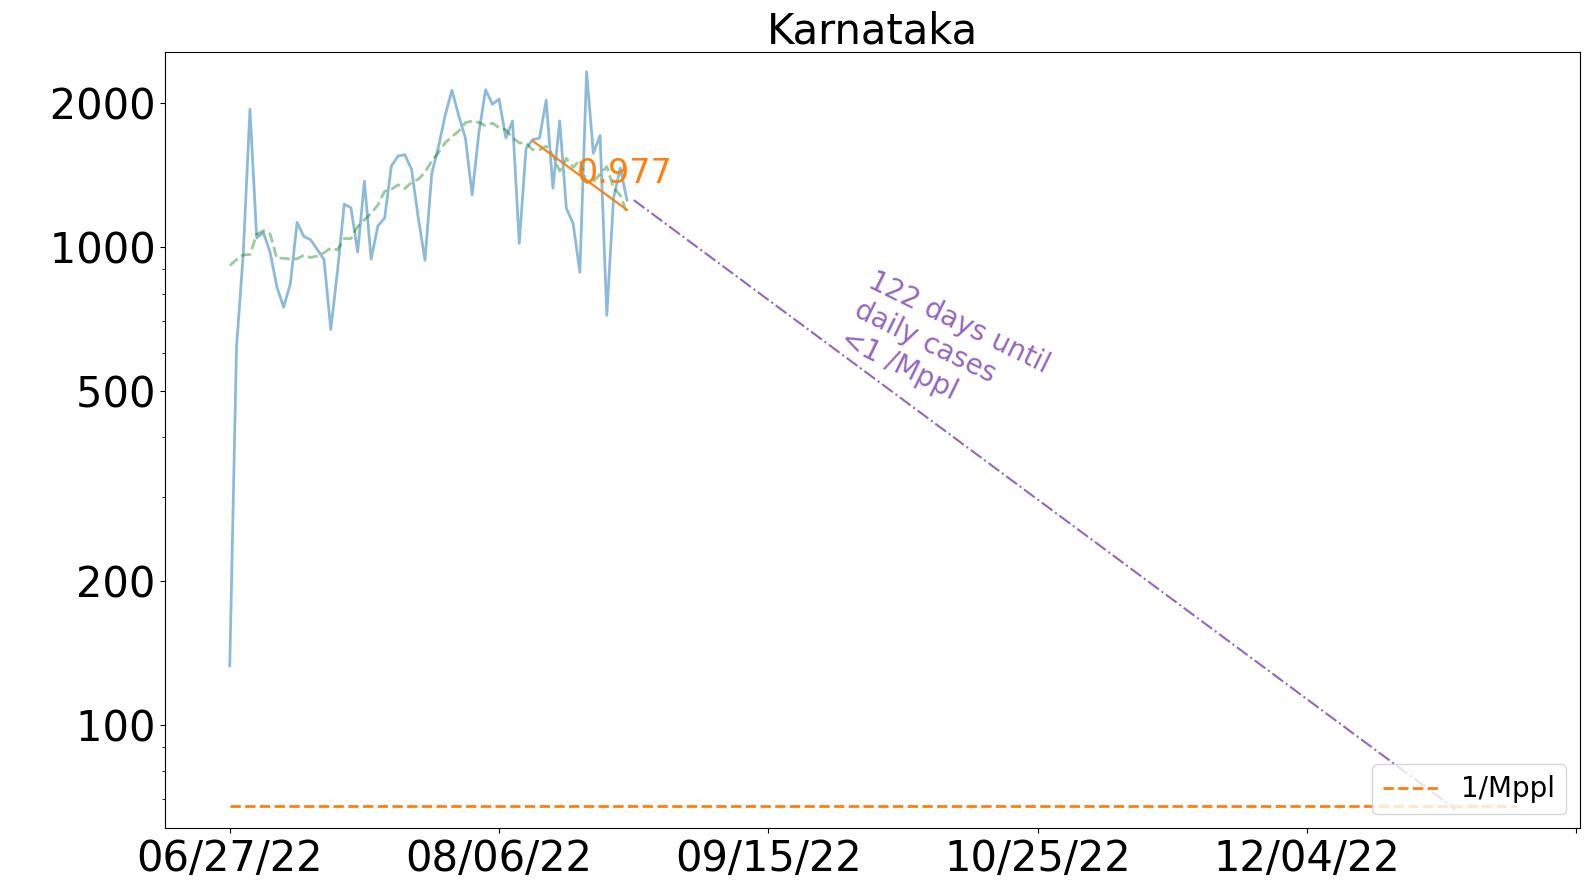 Karnataka
2000
1000
500
200
100
0.977
122 days until
daily cases
<1 /Mppl
1/Mppl
06/27/22
08/06/22
09/15/22
10/25/22
12/04/22